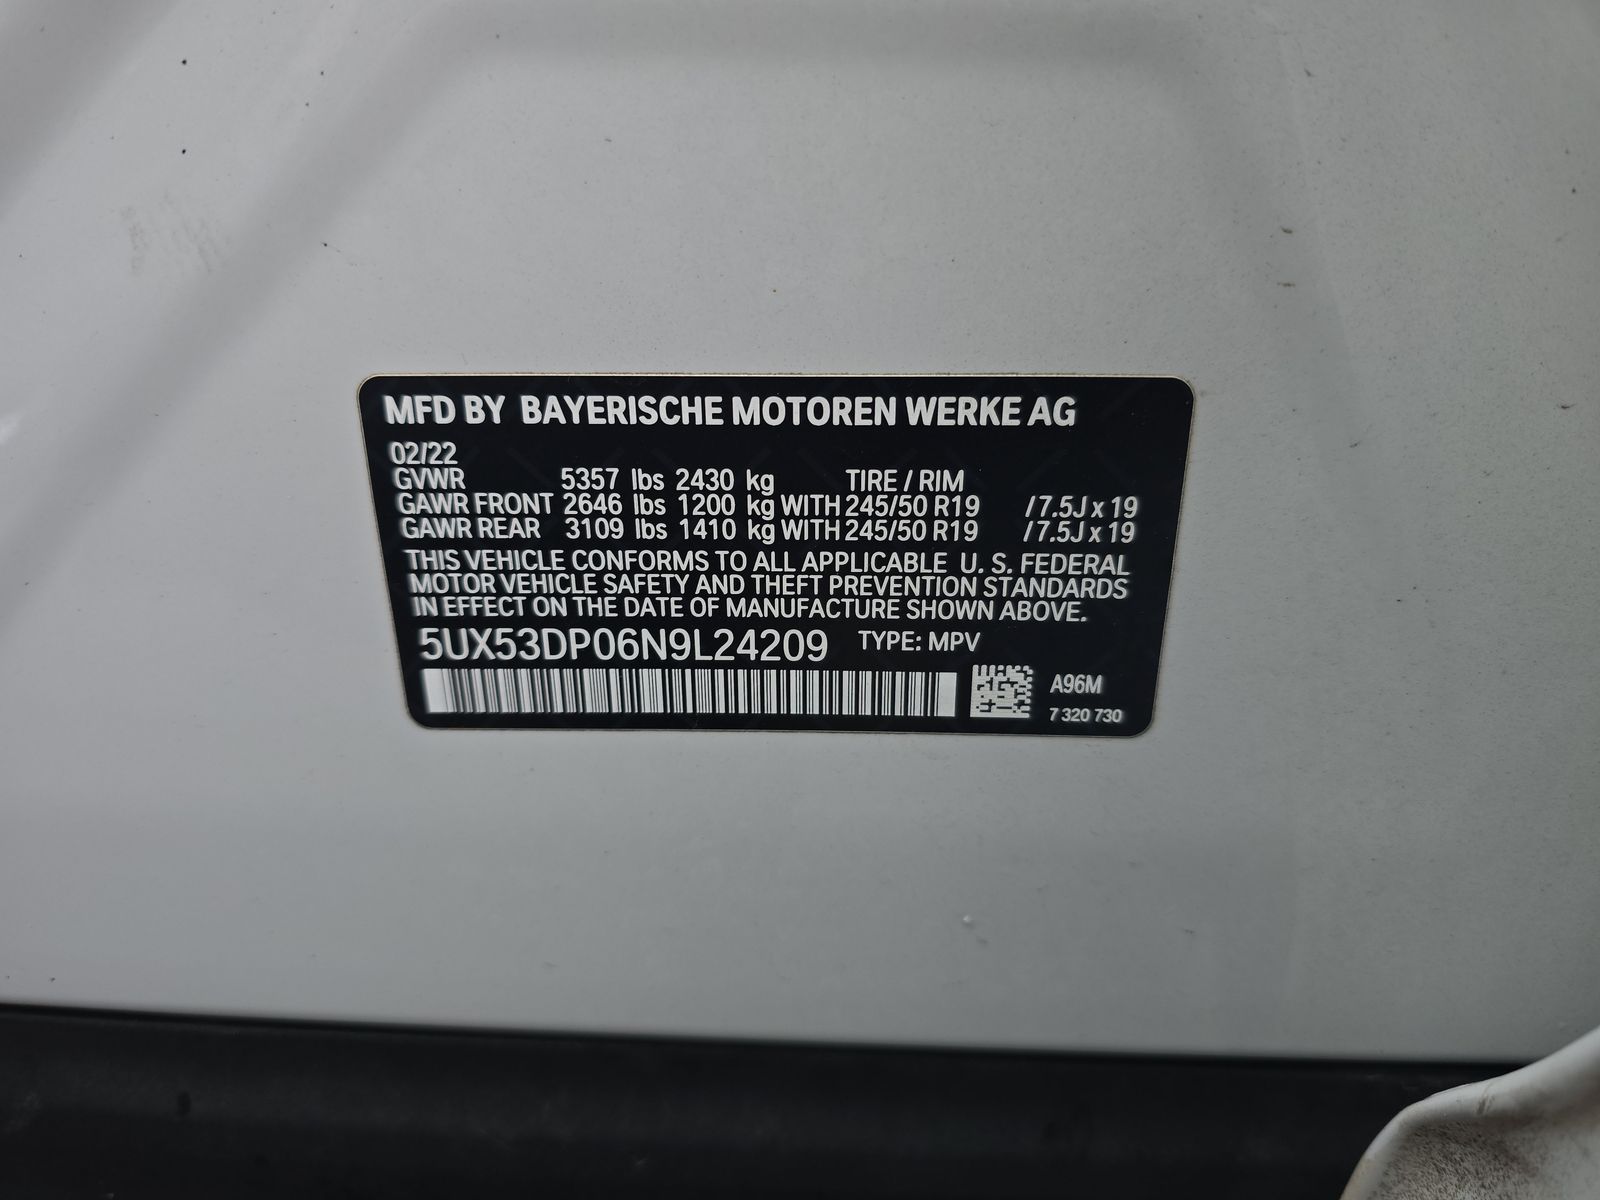 MFD BY BAYERISCHE MOTOREN WERKE AG
02/22
GVWR 5357 lbs 2430 kg TIRE / RIM
GAWR FRONT 2646 lbs 1200 kg WITH 245/50 R19 /7.5J x 19
GAWR REAR 3109 lbs 1410 kg WITH 245/50 R19 /7.5J x 19
THIS VEHICLE CONFORMS TO ALL APPLICABLE U. S. FEDERAL
MOTOR VEHICLE SAFETY AND THEFT PREVENTION STANDARDS
IN EFFECT ON THE DATE OF MANUFACTURE SHOWN ABOVE.
5UX53DP06N9L24209 TYPE: MPV
A96M
7 320 730